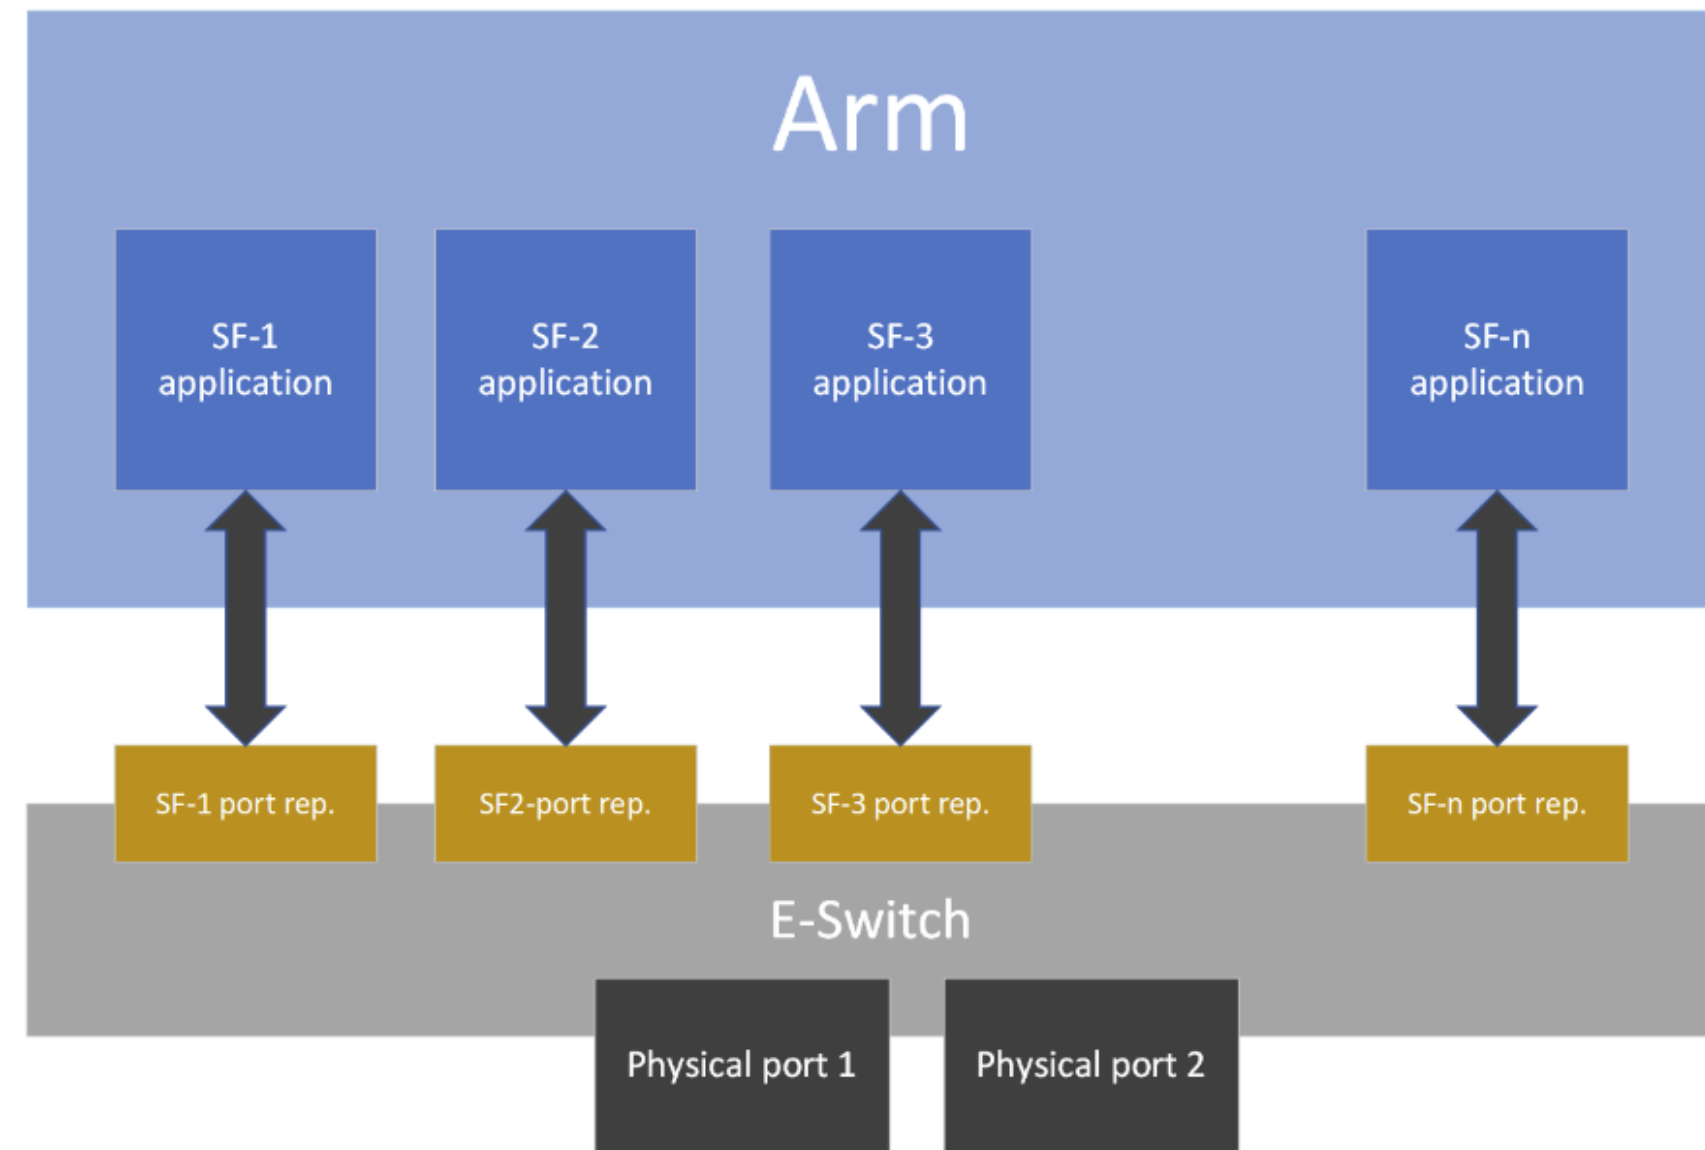 Arm
SF-1
application
SF-2
application
SF-3
application
SF-n
application
SF-1 port rep.
SF2-port rep.
SF-3 port rep.
SF-n port rep.
E-Switch
Physical port 1
Physical port 2